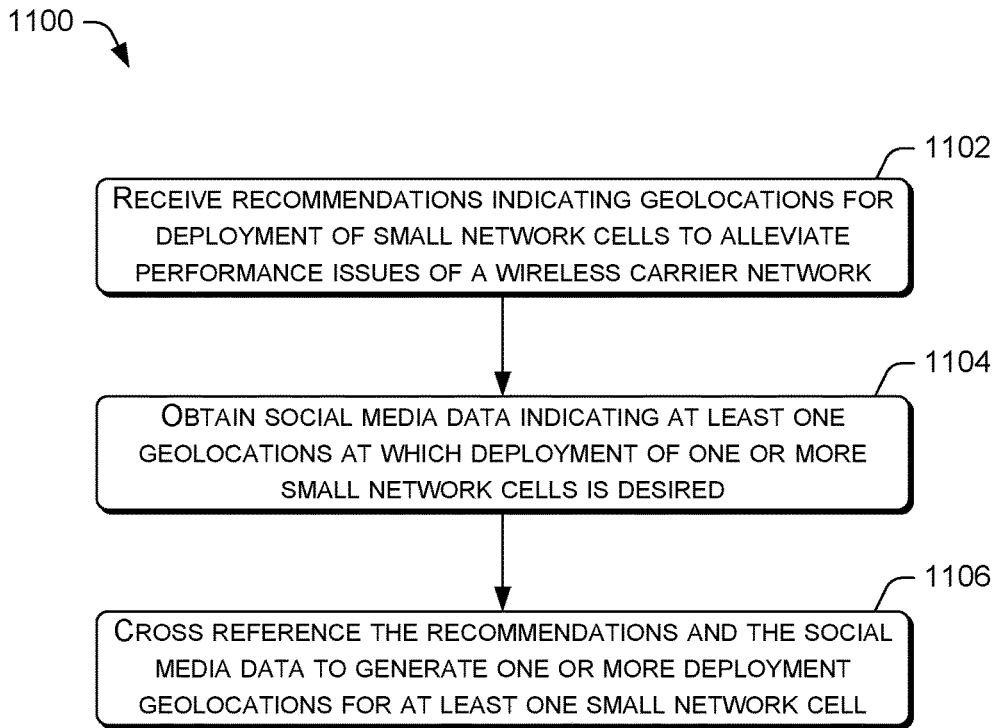 1100
1102
RECEIVE RECOMMENDATIONS INDICATING GEOLOCATIONS FOR
DEPLOYMENT OF SMALL NETWORK CELLS TO ALLEVIATE
PERFORMANCE ISSUES OF A WIRELESS CARRIER NETWORK
1104
OBTAIN SOCIAL MEDIA DATA INDICATING AT LEAST ONE
GEOLOCATIONS AT WHICH DEPLOYMENT OF ONE OR MORE
SMALL NETWORK CELLS IS DESIRED
1106
CROSS REFERENCE THE RECOMMENDATIONS AND THE SOCIAL
MEDIA DATA TO GENERATE ONE OR MORE DEPLOYMENT
GEOLOCATIONS FOR AT LEAST ONE SMALL NETWORK CELL